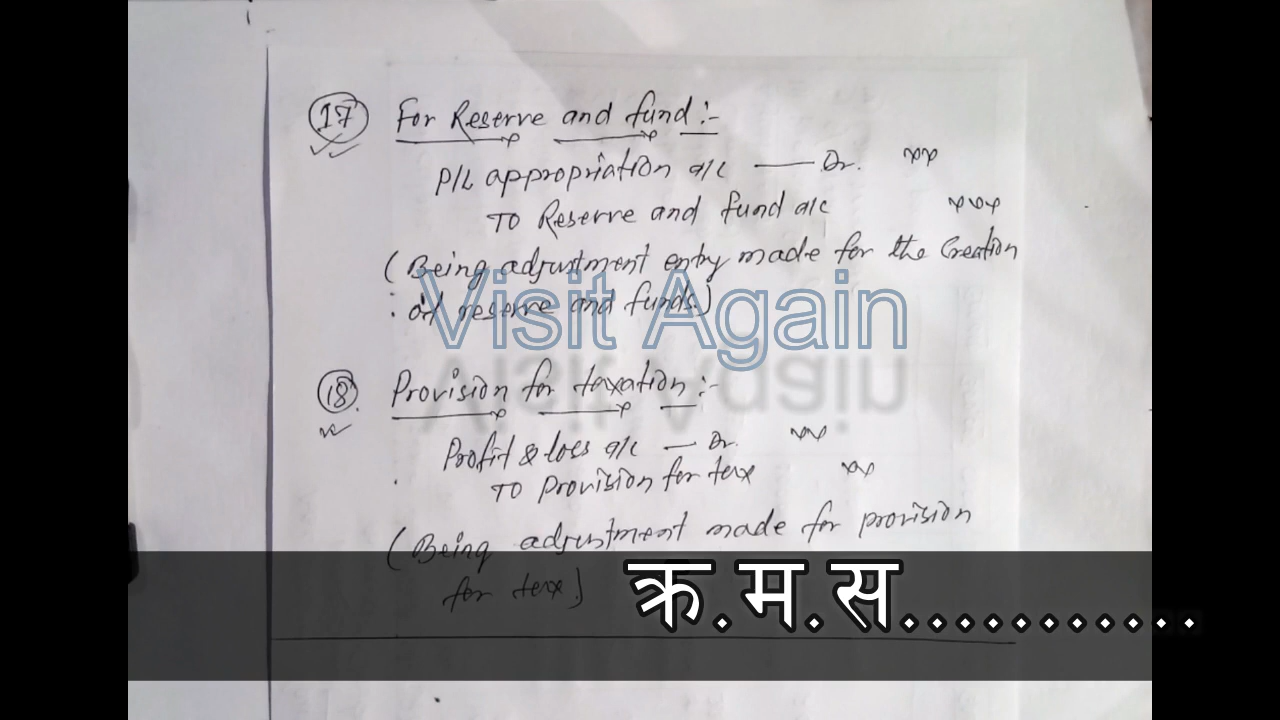 17 For Reserve and fund :-
P/L appropriation a/c —— Dr. xx
To Reserve and fund a/c xxx
(Being adjustment entry made for the Creation
of reserve and funds.)
Visit Again
18. Provision for taxation :-
Profit & loss a/c — Dr. xx
To Provision for tax xx
(Being adjustment made for provision
for tax)
क्र.म.स............